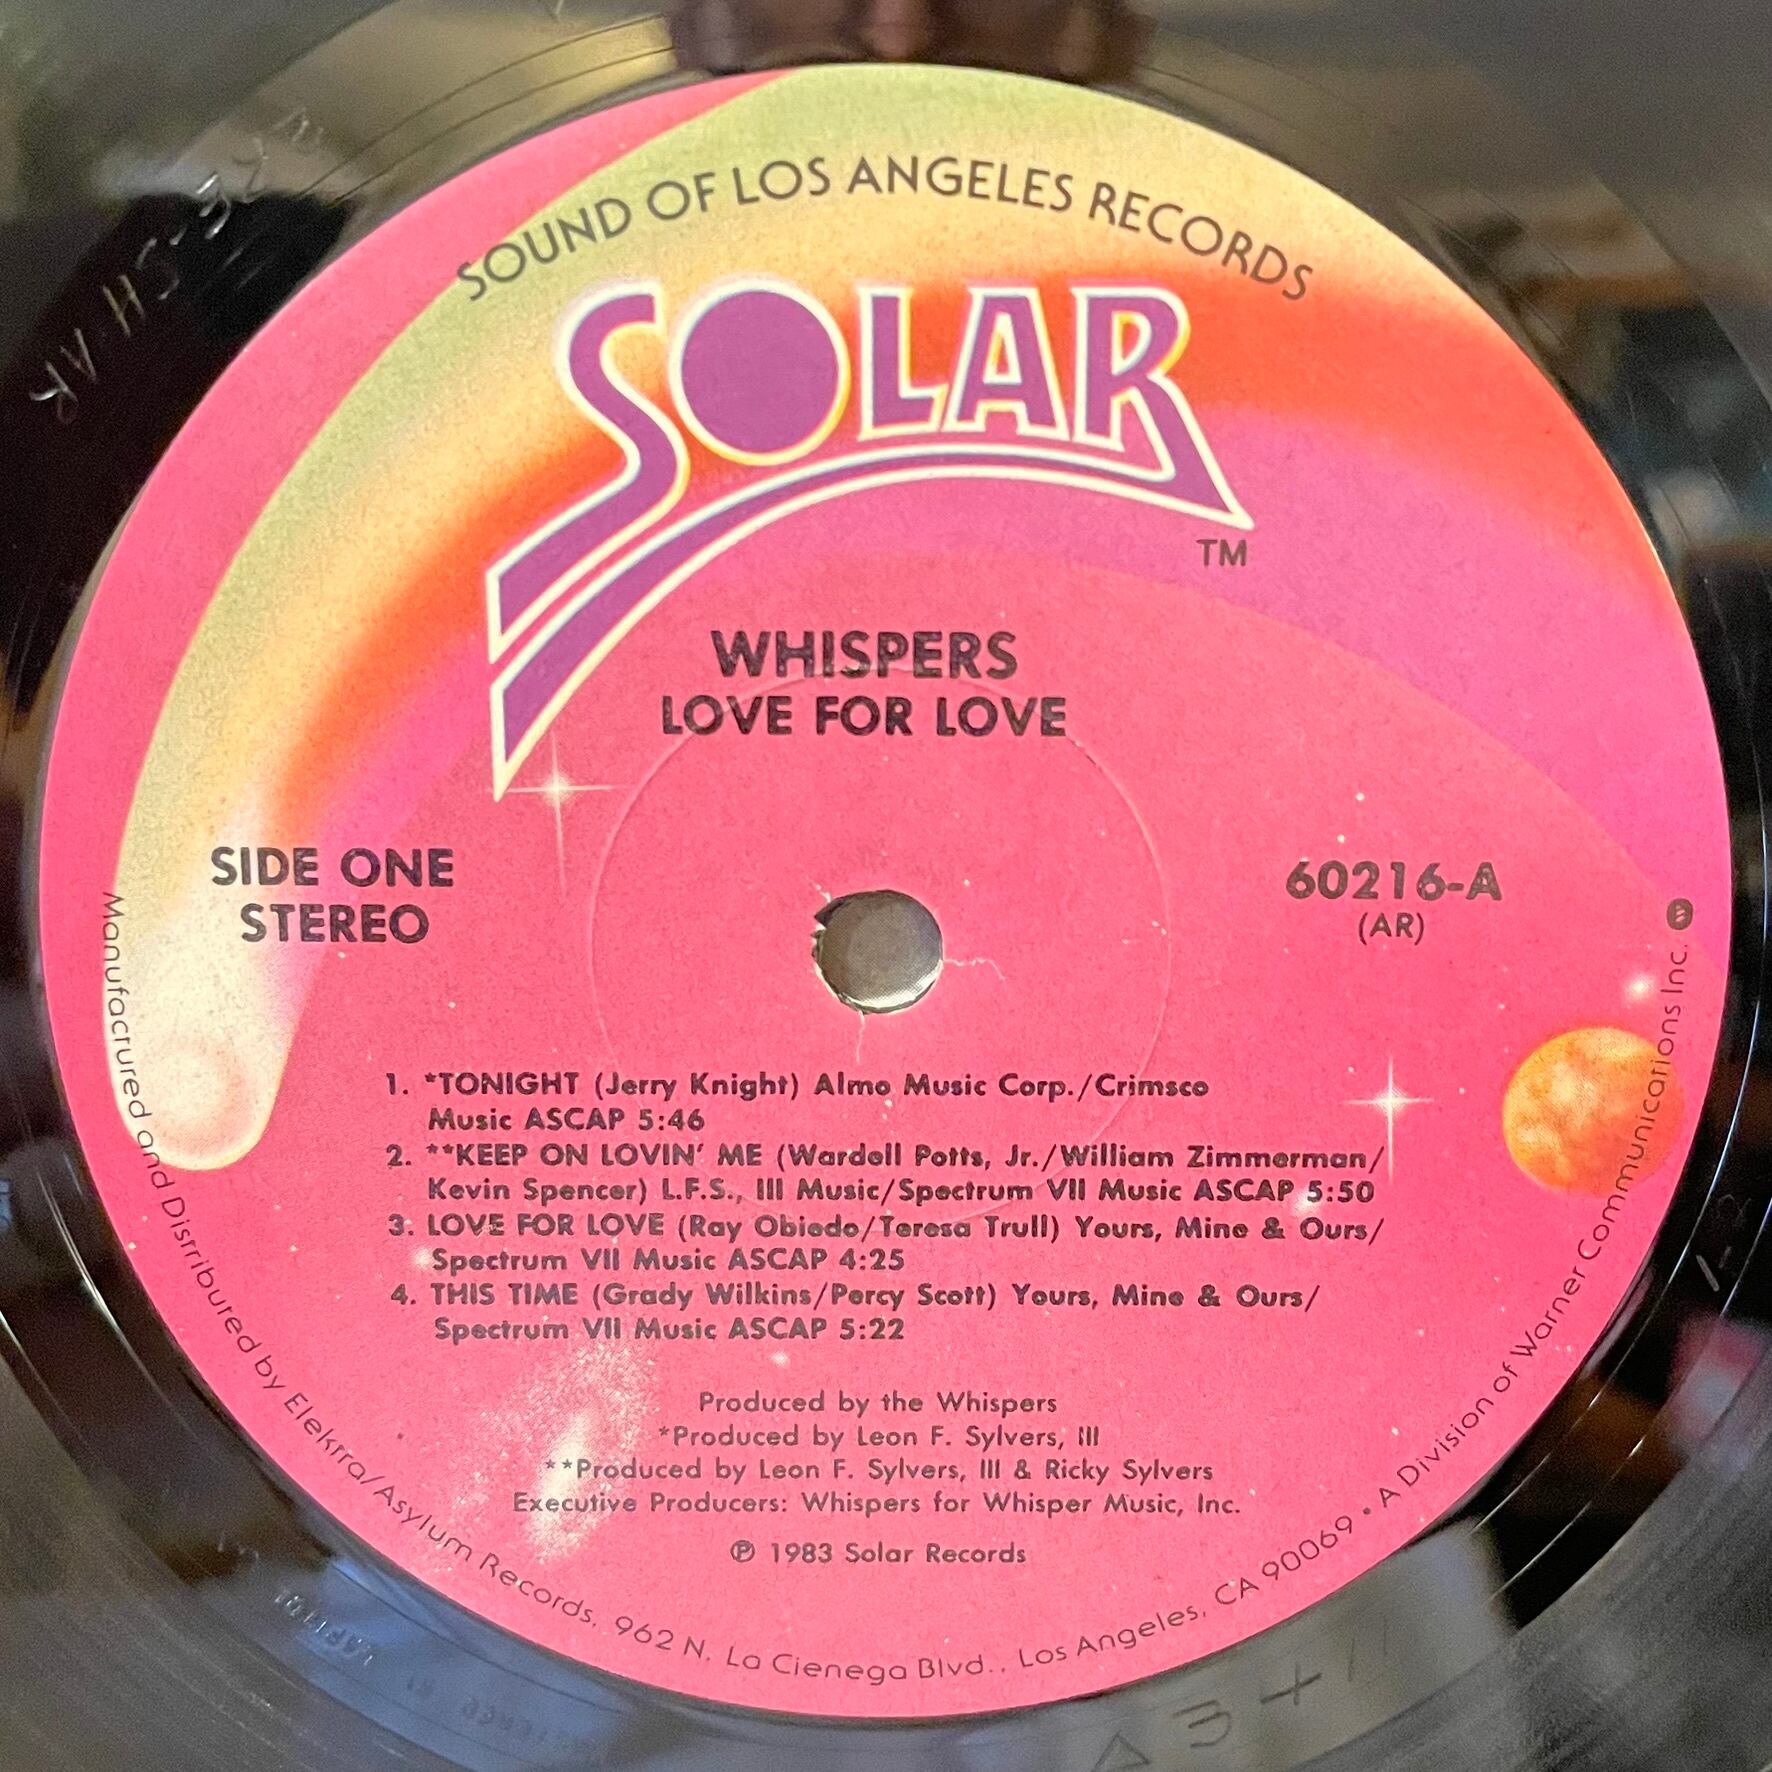 SOUND OF LOS ANGELES RECORDS
SOLAR
TM
WHISPERS
LOVE FOR LOVE
SIDE ONE
STEREO
60216-A
(AR)
1. *TONIGHT (Jerry Knight) Almo Music Corp./Crimsco
Music ASCAP 5:46
2. **KEEP ON LOVIN' ME (Wardell Potts, Jr./William Zimmerman/
Kevin Spencer) L.F.S., III Music/Spectrum VII Music ASCAP 5:50
3. LOVE FOR LOVE (Ray Obiedo/Teresa Trull) Yours, Mine & Ours/
Spectrum VII Music ASCAP 4:25
4. THIS TIME (Grady Wilkins/Percy Scott) Yours, Mine & Ours/
Spectrum VII Music ASCAP 5:22
Produced by the Whispers
*Produced by Leon F. Sylvers, III
**Produced by Leon F. Sylvers, III & Ricky Sylvers
Executive Producers: Whispers for Whisper Music, Inc.
℗ 1983 Solar Records
Manufactured and Distributed by Elektra/Asylum Records, 962 N. La Cienega Blvd., Los Angeles, CA 90069 • A Division of Warner Communications Inc.